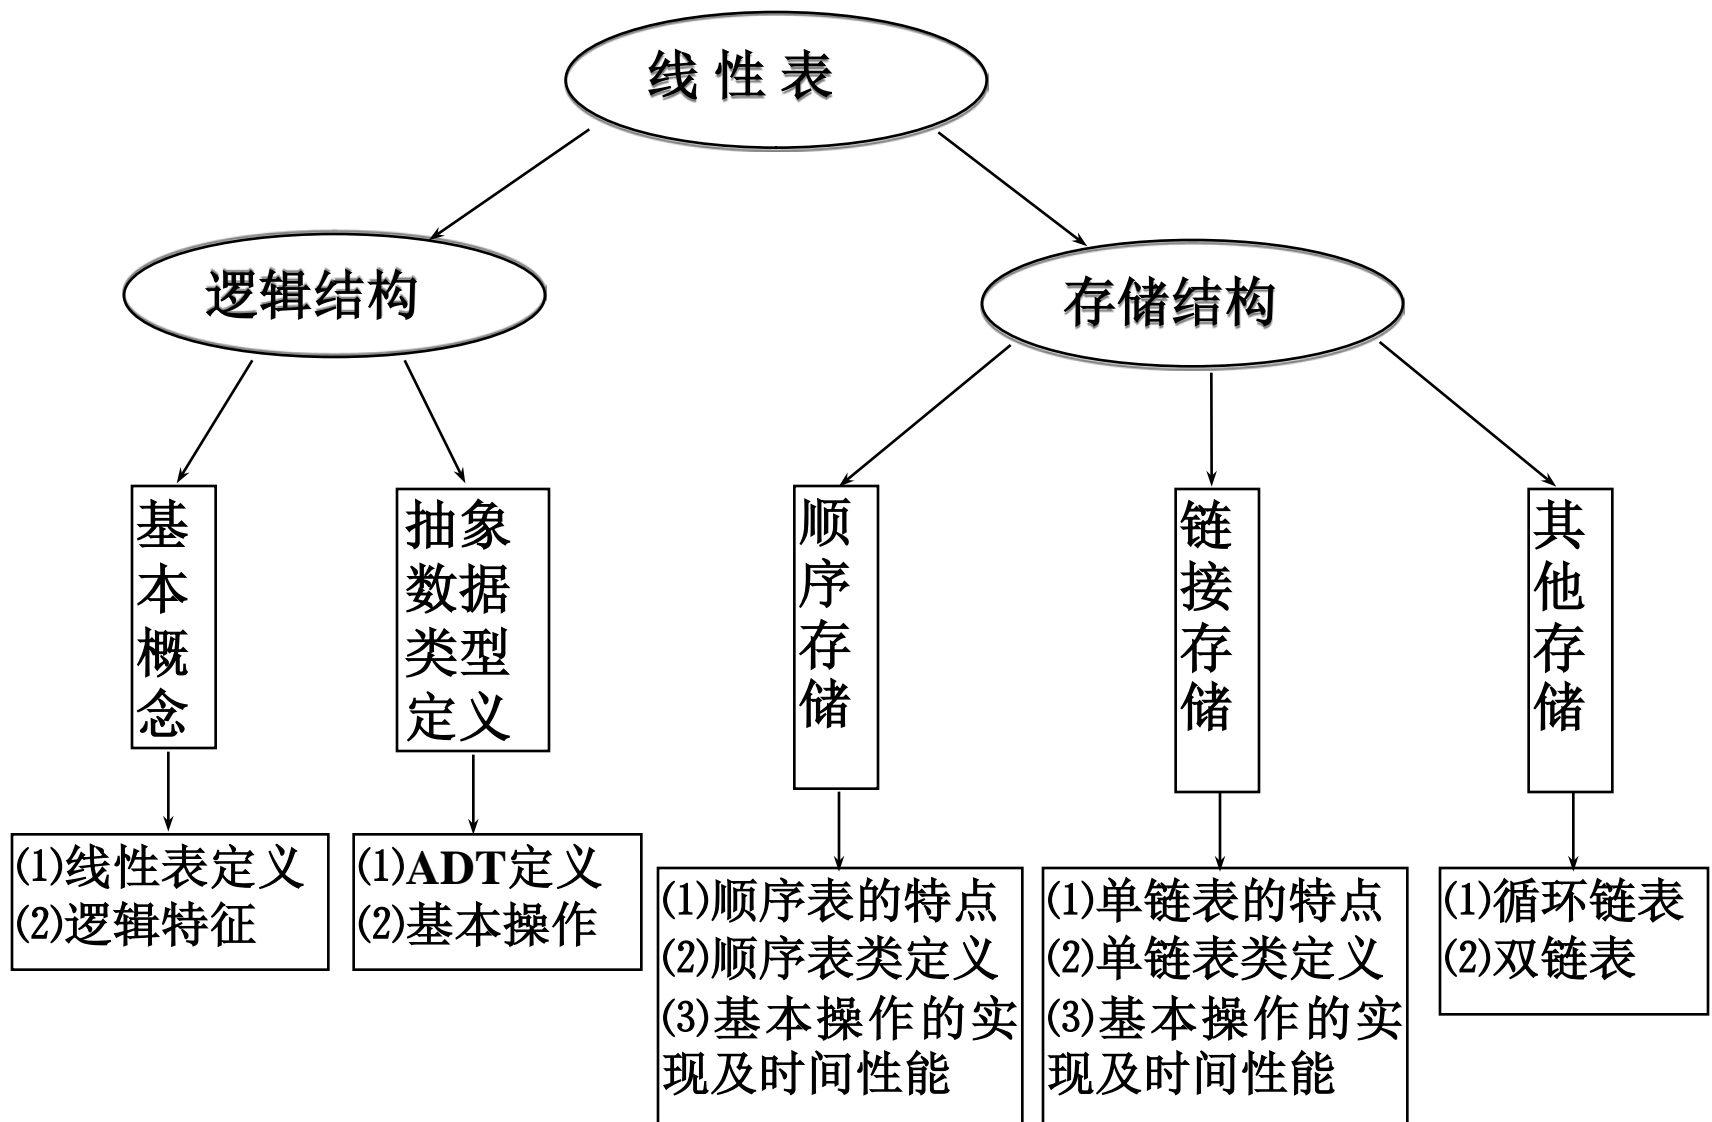 线性表
逻辑结构
存储结构
基
本
概
念
抽象
数据
类型
定义
顺
序
存
储
链
接
存
储
其
他
存
储
⑴线性表定义
⑵逻辑特征
⑴ADT定义
⑵基本操作
⑴顺序表的特点
⑵顺序表类定义
⑶基本操作的实
现及时间性能
⑴单链表的特点
⑵单链表类定义
⑶基本操作的实
现及时间性能
⑴循环链表
⑵双链表